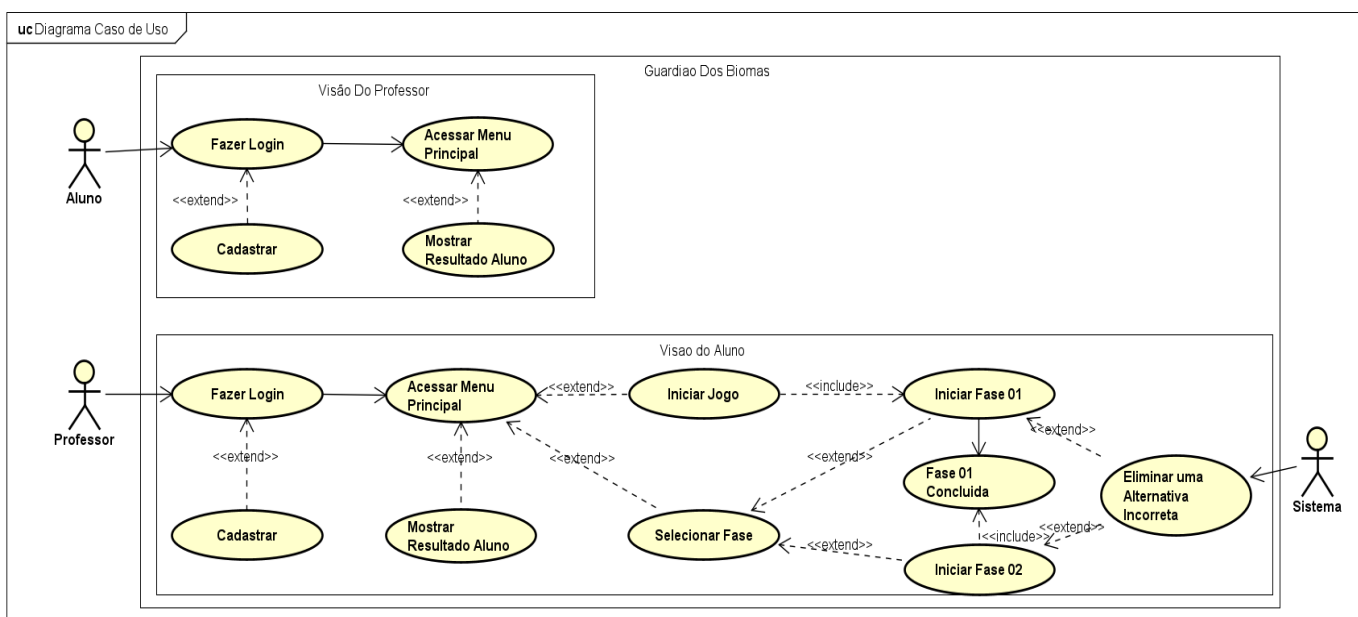 uc Diagrama Caso de Uso
Guardiao Dos Biomas
Visão Do Professor
Aluno
Fazer Login
Acessar Menu
Principal
<<extend>>
<<extend>>
Cadastrar
Mostrar
Resultado Aluno
Visao do Aluno
Professor
Fazer Login
Acessar Menu
Principal
<<extend>>
Iniciar Jogo
<<include>>
Iniciar Fase 01
<<extend>>
<<extend>>
<<extend>>
<<extend>>
<<extend>>
Fase 01
Concluida
Eliminar uma
Alternativa
Incorreta
Sistema
Cadastrar
Mostrar
Resultado Aluno
Selecionar Fase
<<extend>>
<<include>>
<<extend>>
Iniciar Fase 02